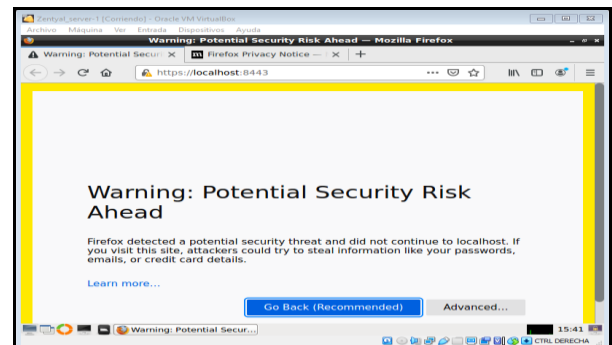 Zentyal_server-1 [Corriendo] - Oracle VM VirtualBox
Archivo Máquina Ver Entrada Dispositivos Ayuda
Warning: Potential Security Risk Ahead — Mozilla Firefox
Warning: Potential Secur
Firefox Privacy Notice —
https://localhost:8443
Warning: Potential Security Risk
Ahead
Firefox detected a potential security threat and did not continue to localhost. If
you visit this site, attackers could try to steal information like your passwords,
emails, or credit card details.
Learn more...
Go Back (Recommended) Advanced...
Warning: Potential Secur... 15:41
CTRL DERECHA